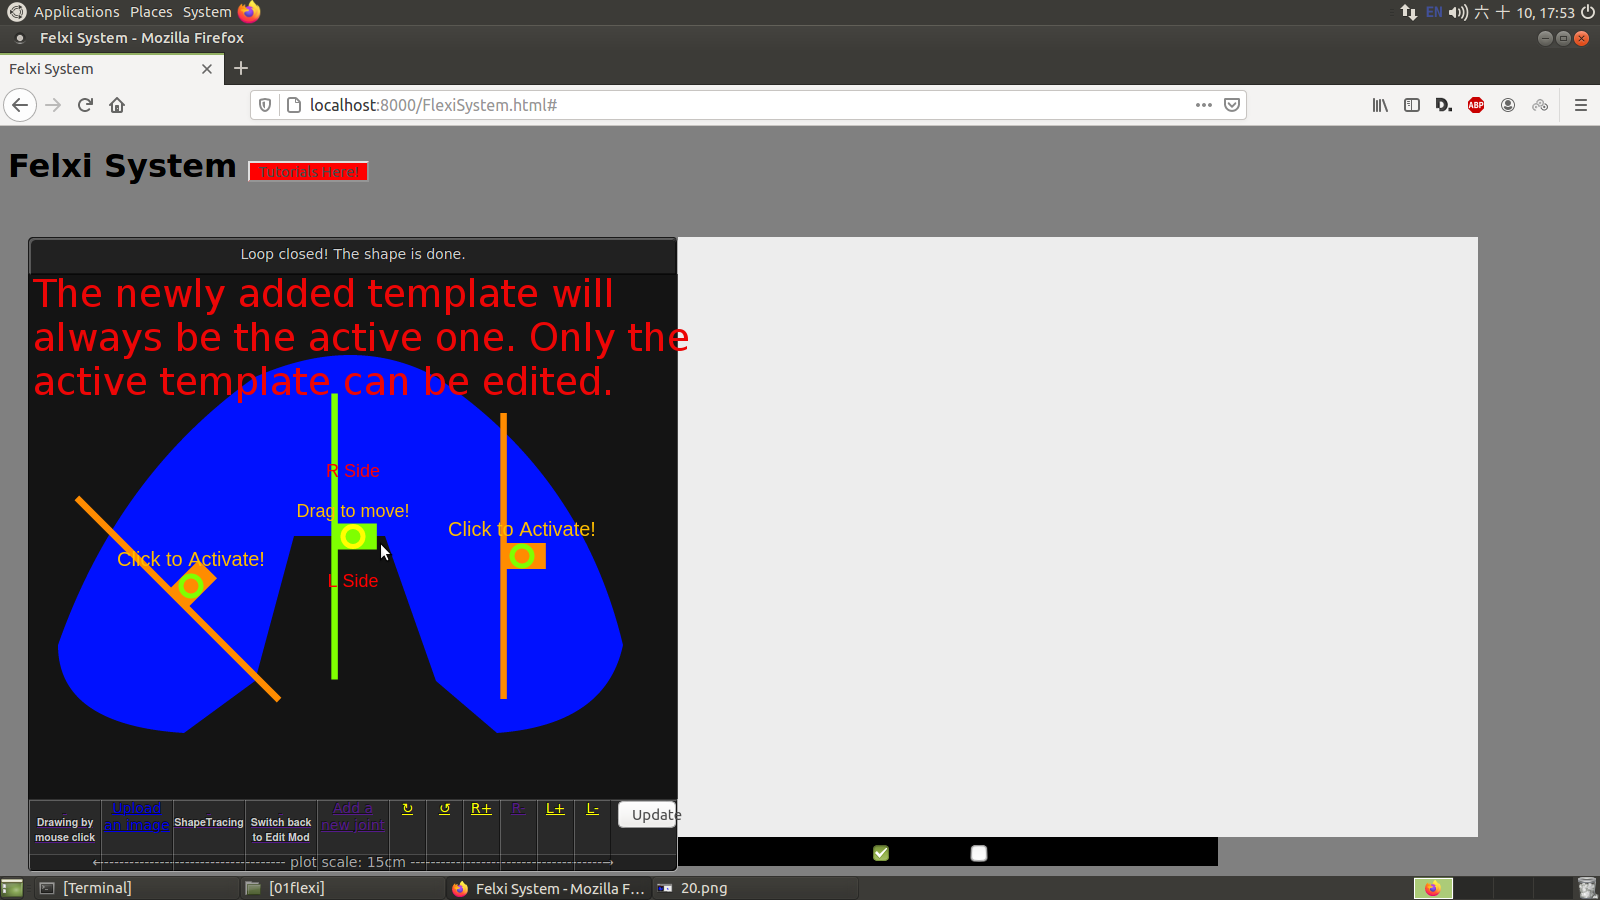 Applications Places System
EN 六 十 10, 17:53
Felxi System - Mozilla Firefox
Felxi System
localhost:8000/FlexiSystem.html#
D. ABP
Felxi System
Tutorials Here!
Loop closed! The shape is done.
The newly added template will
always be the active one. Only the
active template can be edited.
R Side
Drag to move!
Click to Activate!
Click to Activate!
L Side
Drawing by
mouse click
Upload
an image
ShapeTracing
Switch back
to Edit Mod
Add a
new joint
↻ ↺ R+ R- L+ L-
Update
←------------------------------------- plot scale: 15cm --------------------------------------→
[Terminal]
[01flexi]
Felxi System - Mozilla F...
20.png